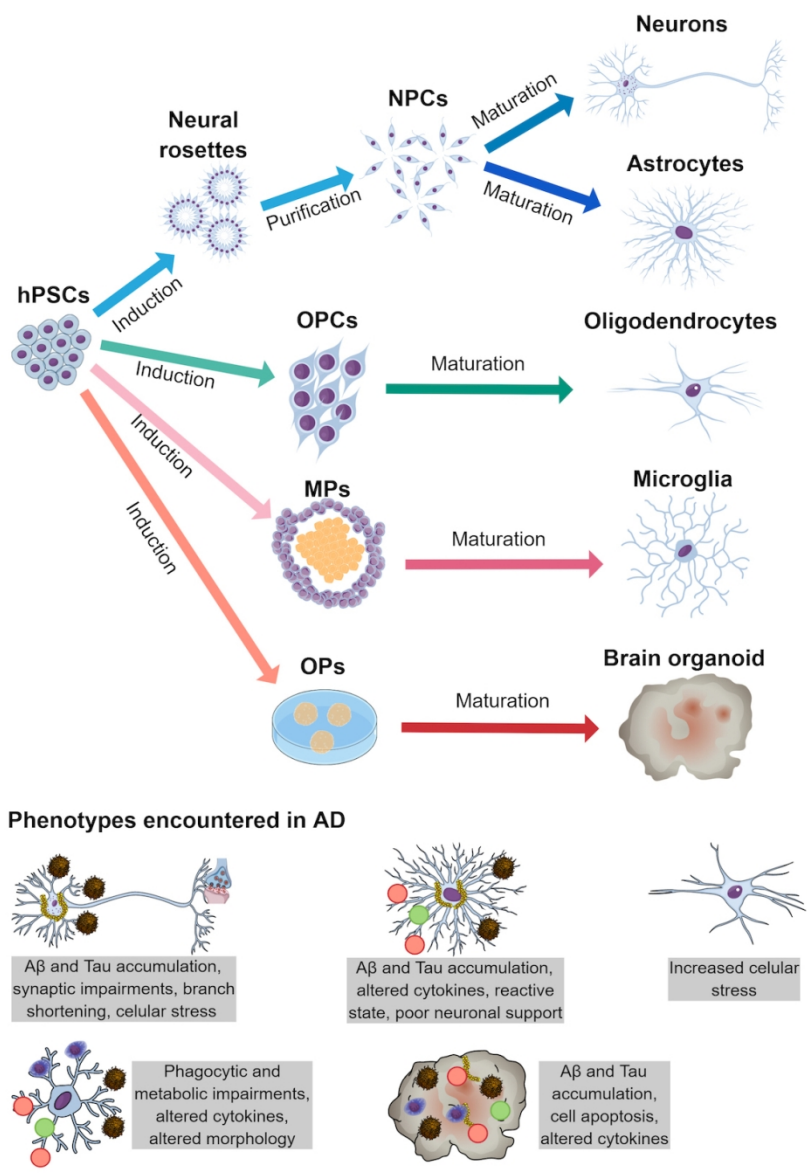 Neurons
NPCs
Maturation
Neural
rosettes
Astrocytes
Purification
Maturation
hPSCs
Induction
OPCs
Oligodendrocytes
Induction
Maturation
Induction
MPs
Microglia
Induction
Maturation
OPs
Brain organoid
Maturation
Phenotypes encountered in AD
Aβ and Tau accumulation,
synaptic impairments, branch
shortening, celular stress
Aβ and Tau accumulation,
altered cytokines, reactive
state, poor neuronal support
Increased celular
stress
Phagocytic and
metabolic impairments,
altered cytokines,
altered morphology
Aβ and Tau
accumulation,
cell apoptosis,
altered cytokines